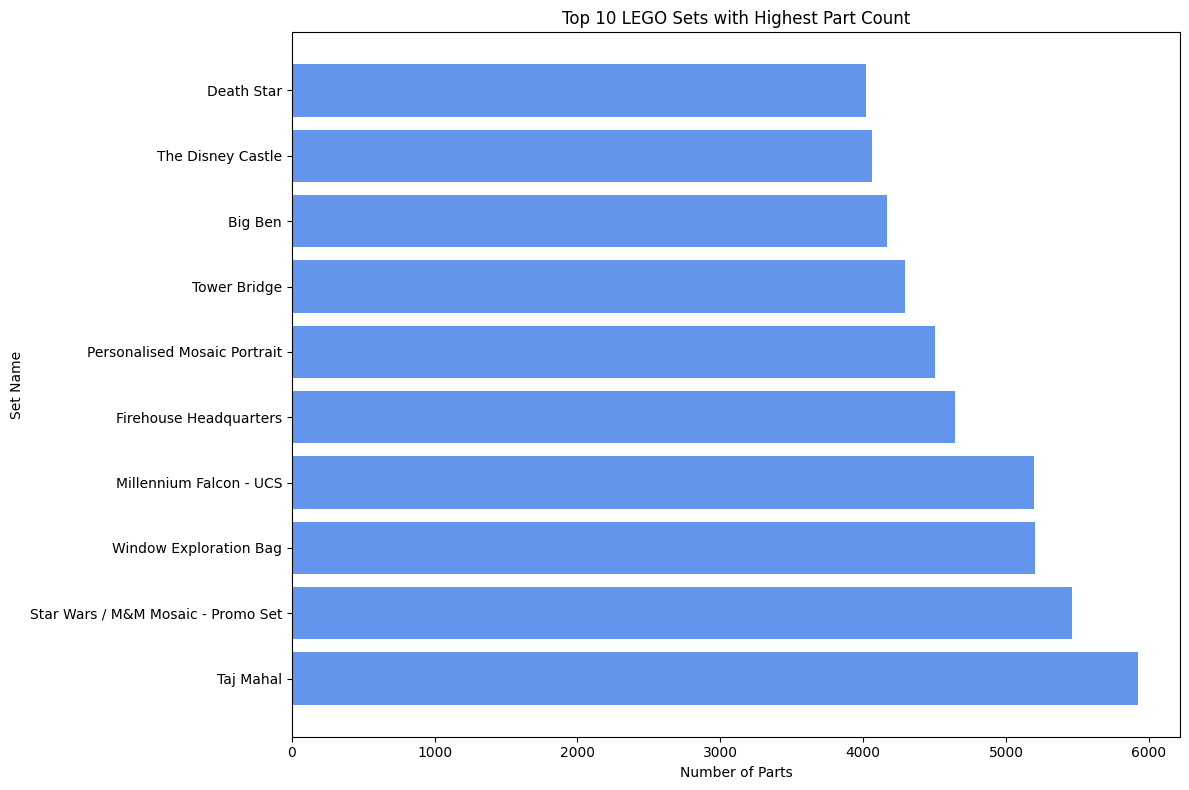 Top 10 LEGO Sets with Highest Part Count
Death Star
The Disney Castle
Big Ben
Tower Bridge
Personalised Mosaic Portrait
Firehouse Headquarters
Millennium Falcon - UCS
Window Exploration Bag
Star Wars / M&M Mosaic - Promo Set
Taj Mahal
Set Name
0 1000 2000 3000 4000 5000 6000
Number of Parts